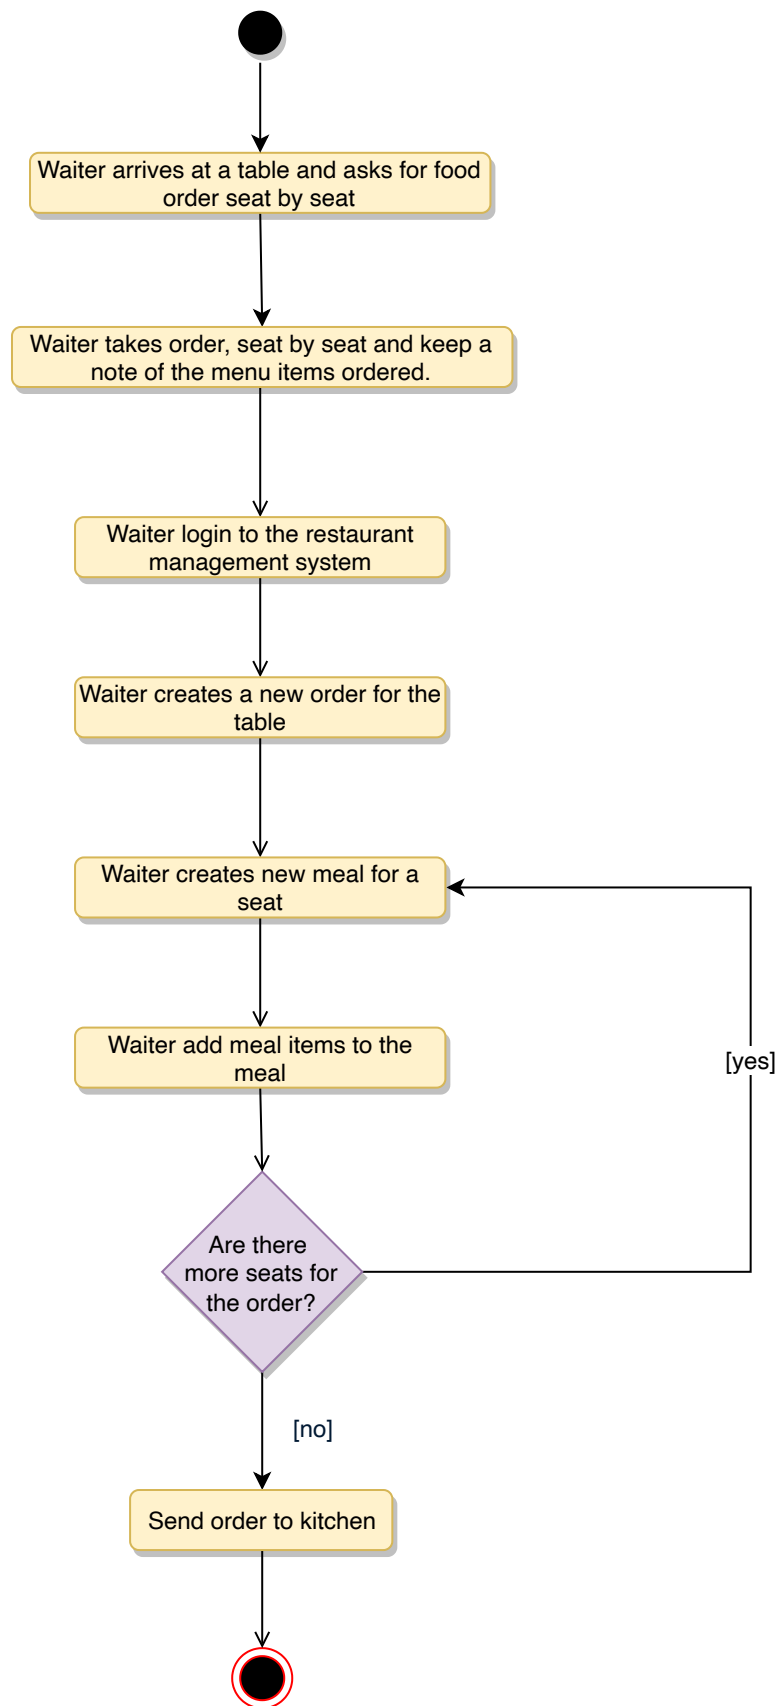 Waiter arrives at a table and asks for food
order seat by seat
Waiter takes order, seat by seat and keep a
note of the menu items ordered.
Waiter login to the restaurant
management system
Waiter creates a new order for the
table
Waiter creates new meal for a
seat
Waiter add meal items to the
meal
[yes]
Are there
more seats for
the order?
[no]
Send order to kitchen